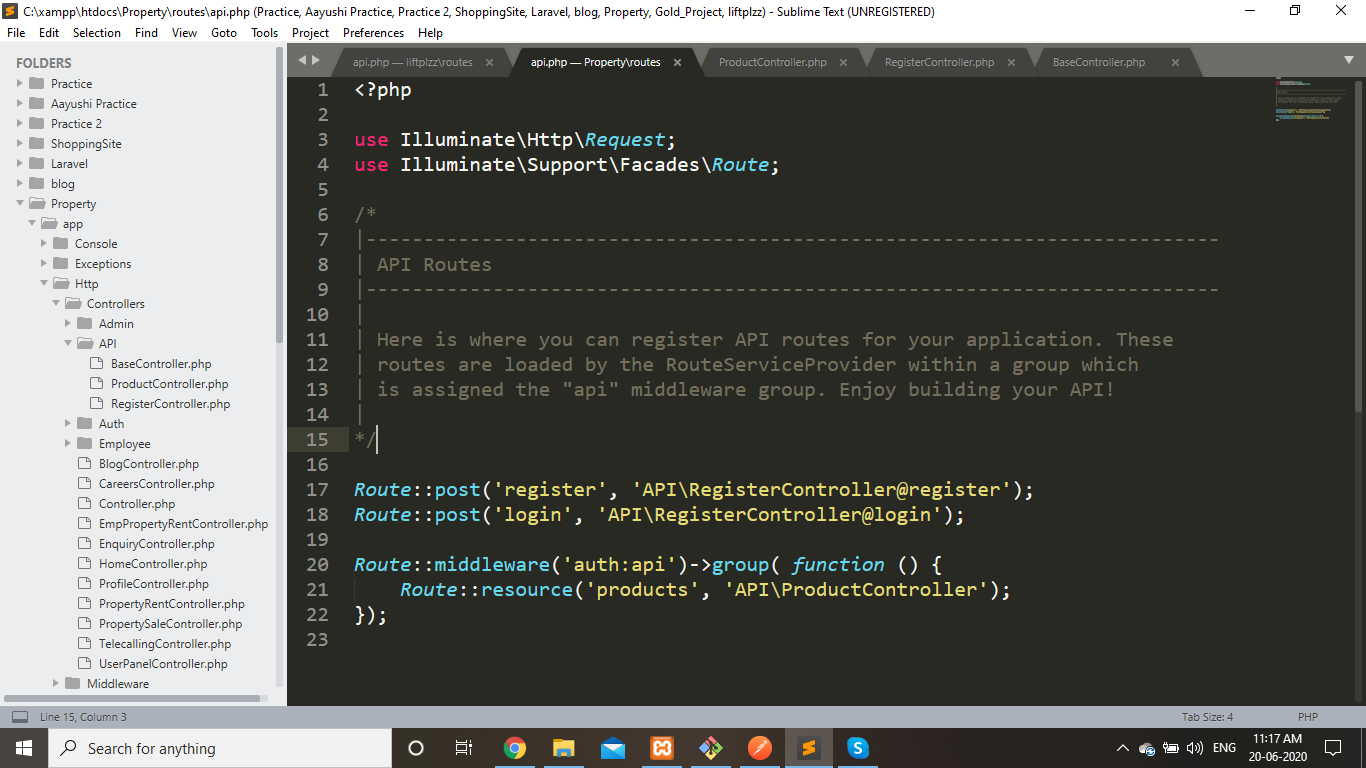 C:\xampp\htdocs\Property\routes\api.php (Practice, Aayushi Practice, Practice 2, ShoppingSite, Laravel, blog, Property, Gold_Project, liftplzz) - Sublime Text (UNREGISTERED)
File Edit Selection Find View Goto Tools Project Preferences Help
FOLDERS
Practice
Aayushi Practice
Practice 2
ShoppingSite
Laravel
blog
Property
app
Console
Exceptions
Http
Controllers
Admin
API
BaseController.php
ProductController.php
RegisterController.php
Auth
Employee
BlogController.php
CareersController.php
Controller.php
EmpPropertyRentController.php
EnquiryController.php
HomeController.php
ProfileController.php
PropertyRentController.php
PropertySaleController.php
TelecallingController.php
UserPanelController.php
Middleware
api.php — liftplzz\routes × api.php — Property\routes × ProductController.php × RegisterController.php × BaseController.php ×
1 <?php
2
3 use Illuminate\Http\Request;
4 use Illuminate\Support\Facades\Route;
5
6 /*
7 |--------------------------------------------------------------------------
8 | API Routes
9 |--------------------------------------------------------------------------
10 |
11 | Here is where you can register API routes for your application. These
12 | routes are loaded by the RouteServiceProvider within a group which
13 | is assigned the "api" middleware group. Enjoy building your API!
14 |
15 */
16
17 Route::post('register', 'API\RegisterController@register');
18 Route::post('login', 'API\RegisterController@login');
19
20 Route::middleware('auth:api')->group( function () {
21     Route::resource('products', 'API\ProductController');
22 });
23
Line 15, Column 3 Tab Size: 4 PHP
Search for anything
ENG
11:17 AM
20-06-2020